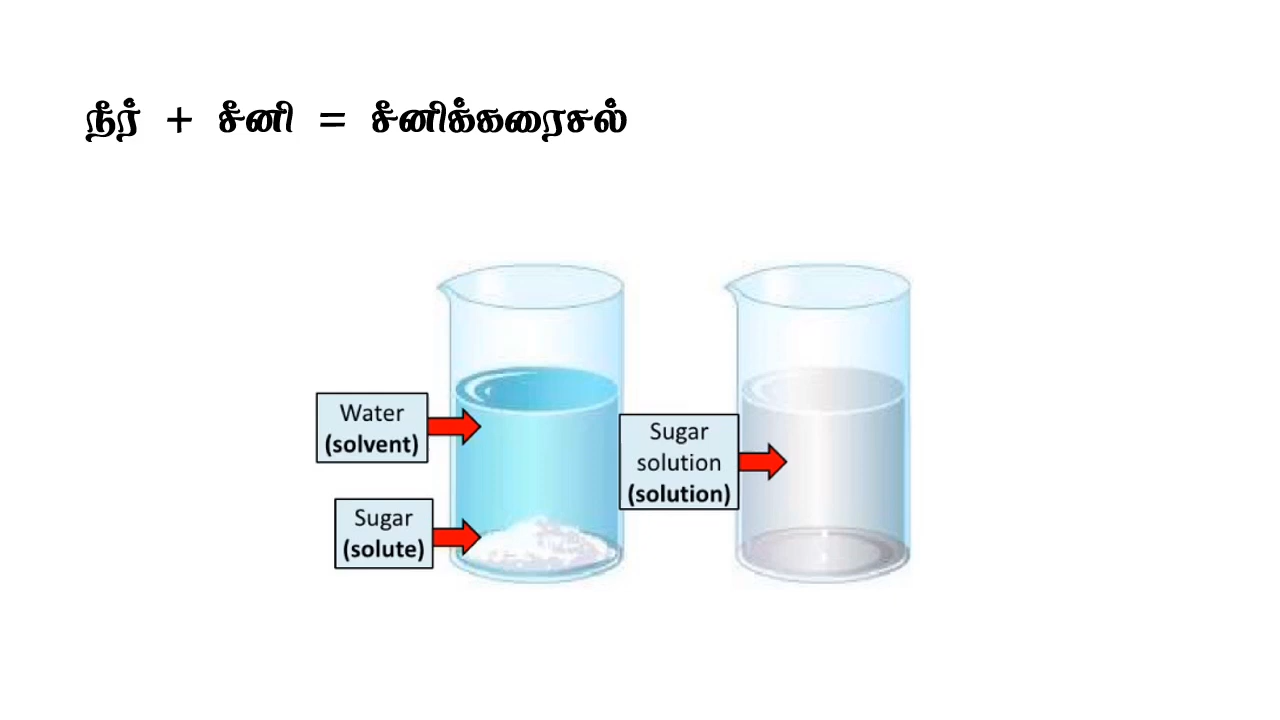 நீர் + சீனி = சீனிக்கரைசல்
Water
(solvent)
Sugar
(solute)
Sugar
solution
(solution)